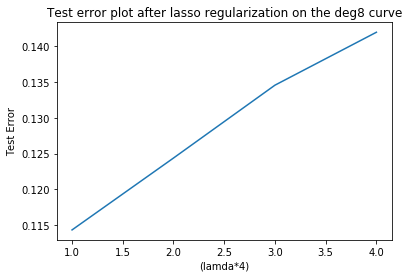 Test error plot after lasso regularization on the deg8 curve
0.140
0.135
0.130
0.125
0.120
0.115
Test Error
1.0 1.5 2.0 2.5 3.0 3.5 4.0
(lamda*4)